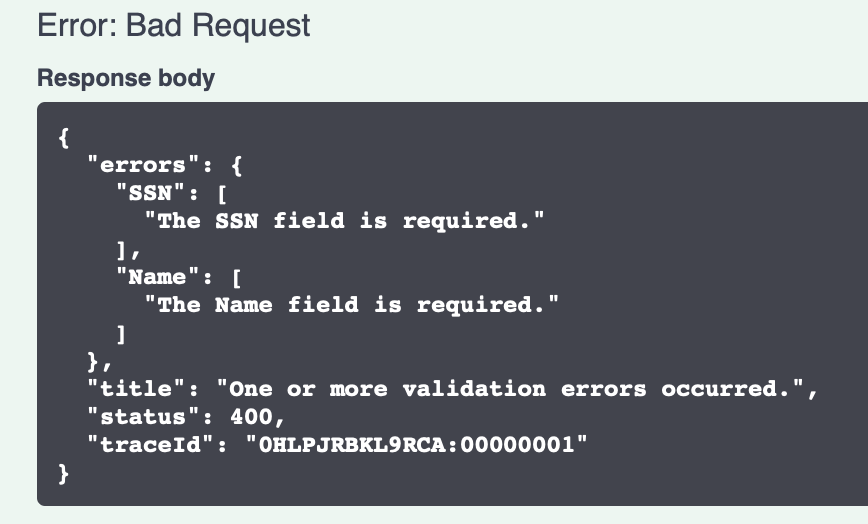 Error: Bad Request
Response body
{
  "errors": {
    "SSN": [
      "The SSN field is required."
    ],
    "Name": [
      "The Name field is required."
    ]
  },
  "title": "One or more validation errors occurred.",
  "status": 400,
  "traceId": "0HLPJRBKL9RCA:00000001"
}